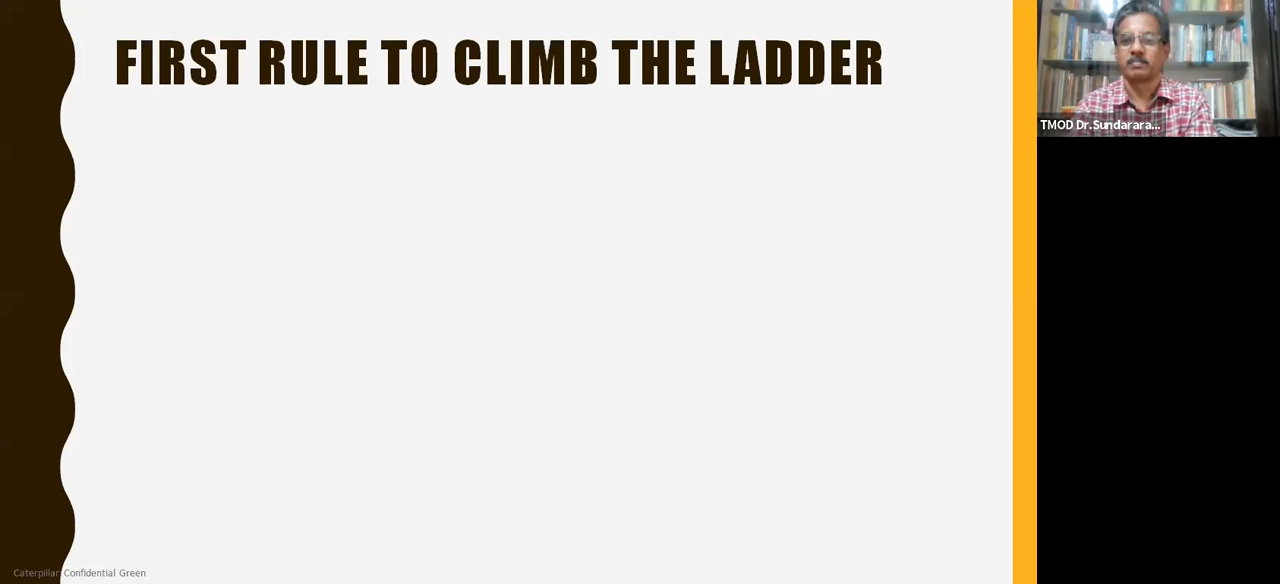 FIRST RULE TO CLIMB THE LADDER
TMOD Dr.Sundarara...
Caterpillar: Confidential Green